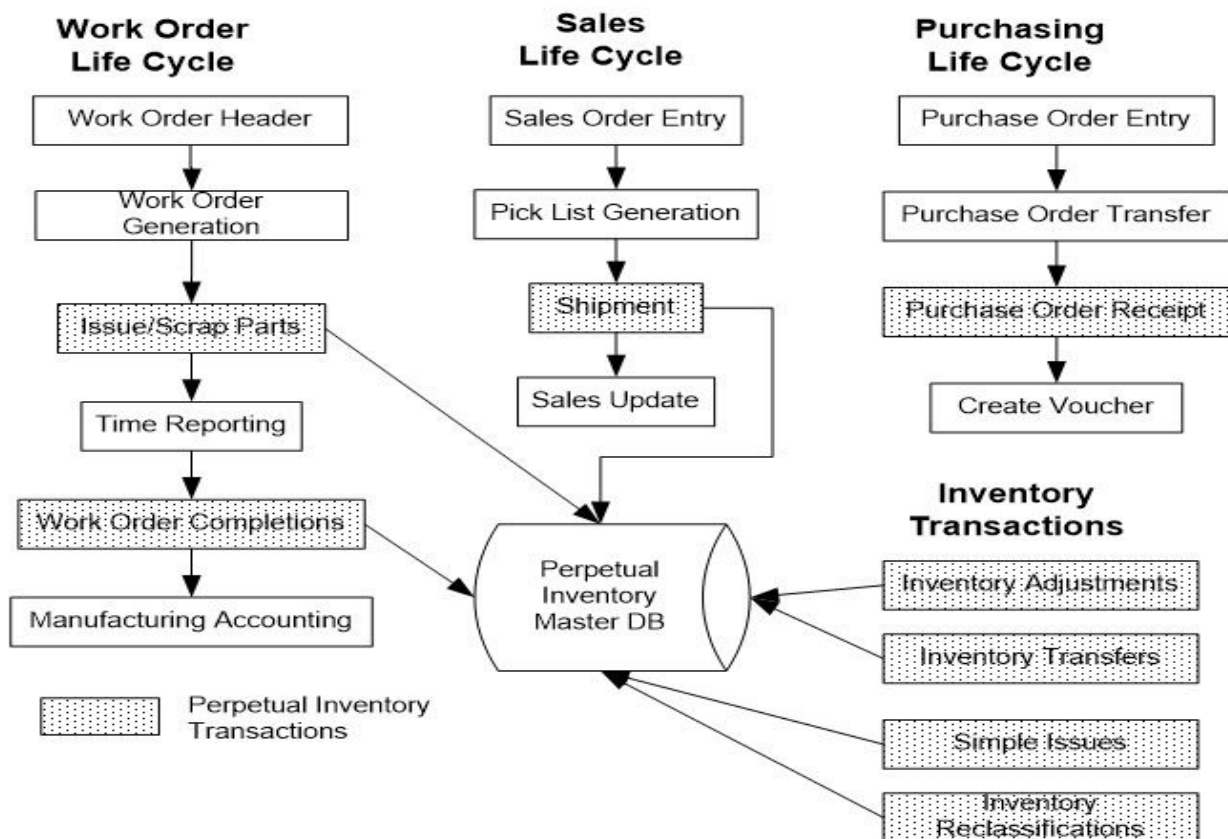 Work Order
Life Cycle
Work Order Header
Work Order
Generation
Issue/Scrap Parts
Time Reporting
Work Order Completions
Manufacturing Accounting
Perpetual Inventory
Transactions
Sales
Life Cycle
Sales Order Entry
Pick List Generation
Shipment
Sales Update
Perpetual
Inventory
Master DB
Purchasing
Life Cycle
Purchase Order Entry
Purchase Order Transfer
Purchase Order Receipt
Create Voucher
Inventory
Transactions
Inventory Adjustments
Inventory Transfers
Simple Issues
Inventory
Reclassifications